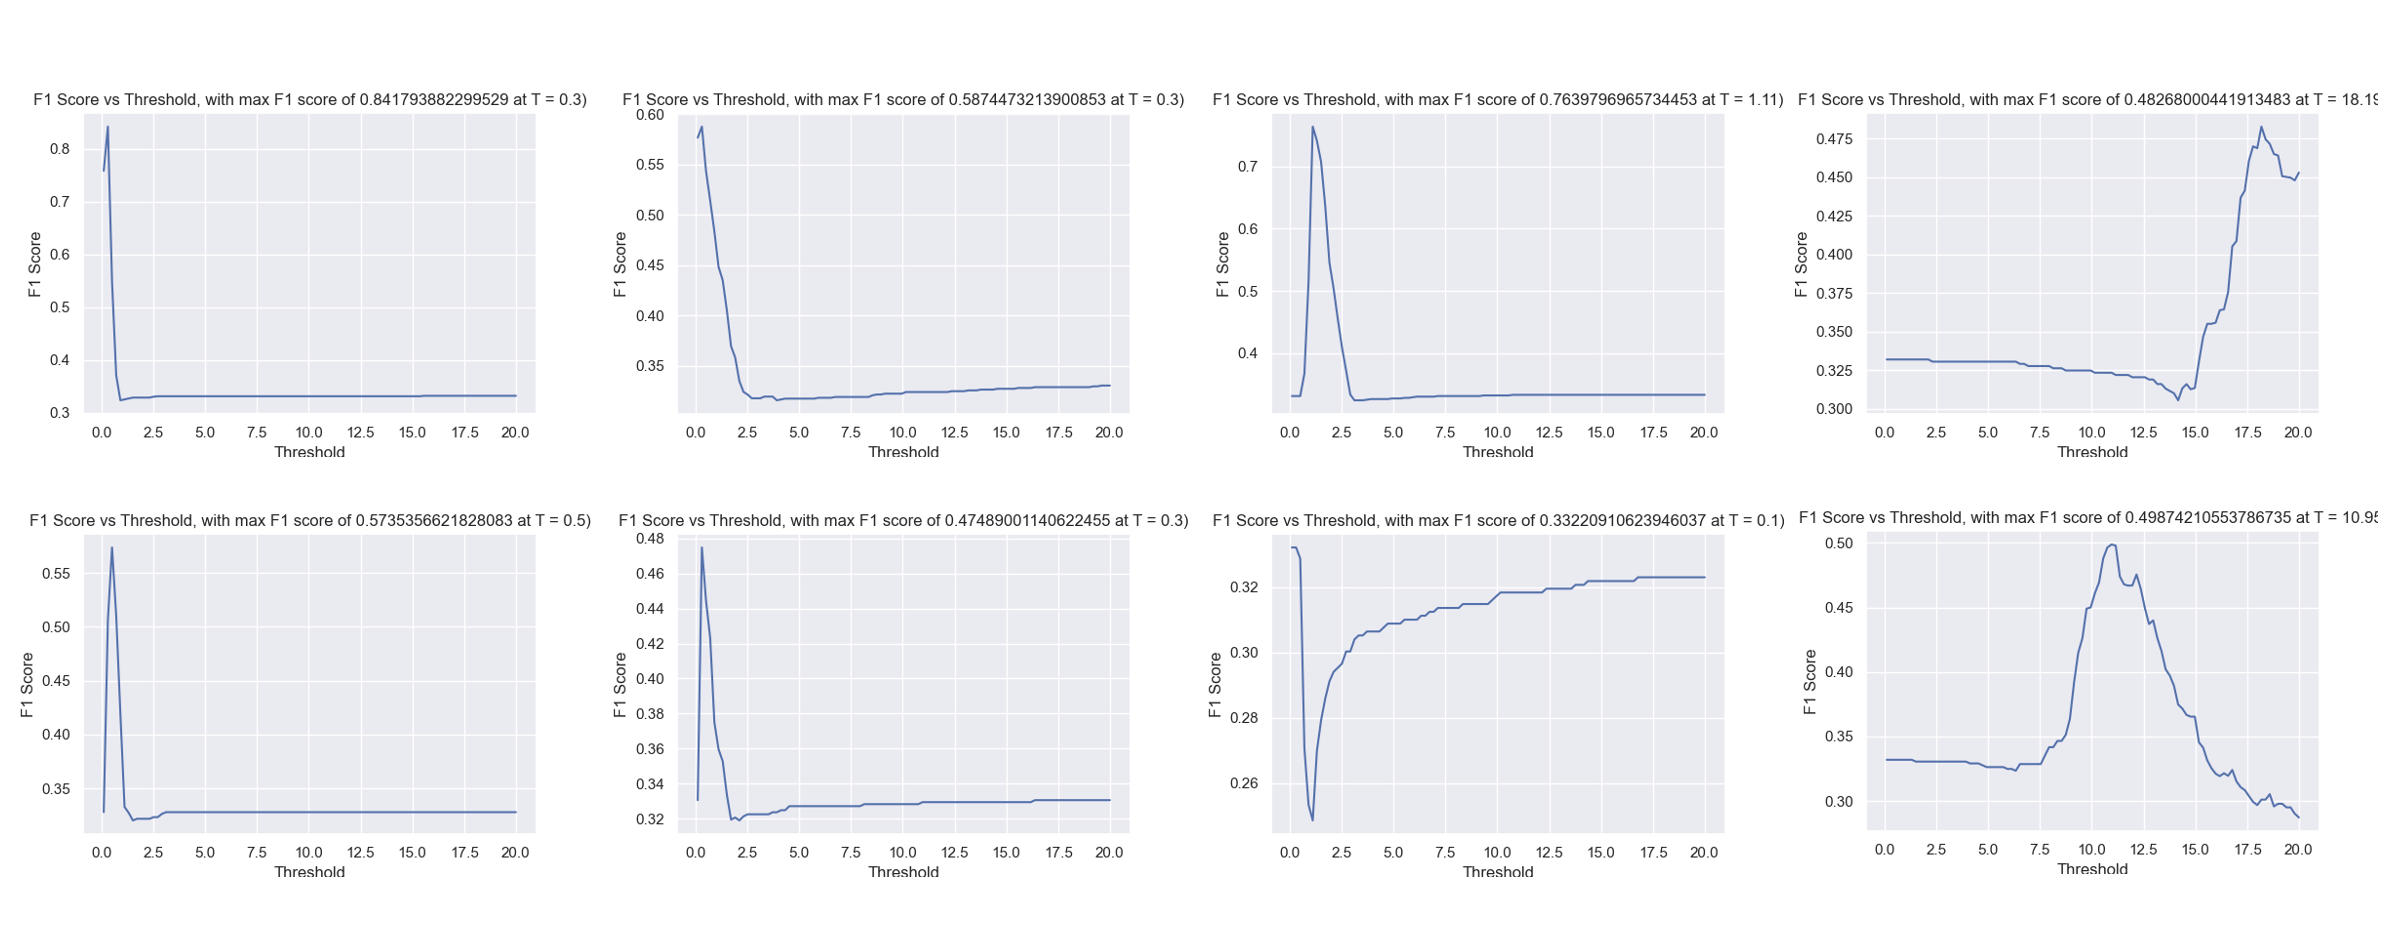 F1 Score vs Threshold, with max F1 score of 0.841793882299529 at T = 0.3)
F1 Score
0.8
0.7
0.6
0.5
0.4
0.3
0.0 2.5 5.0 7.5 10.0 12.5 15.0 17.5 20.0
Threshold
F1 Score vs Threshold, with max F1 score of 0.5874473213900853 at T = 0.3)
F1 Score
0.60
0.55
0.50
0.45
0.40
0.35
0.0 2.5 5.0 7.5 10.0 12.5 15.0 17.5 20.0
Threshold
F1 Score vs Threshold, with max F1 score of 0.7639796965734453 at T = 1.11)
F1 Score
0.7
0.6
0.5
0.4
0.0 2.5 5.0 7.5 10.0 12.5 15.0 17.5 20.0
Threshold
F1 Score vs Threshold, with max F1 score of 0.48268000441913483 at T = 18.19
F1 Score
0.475
0.450
0.425
0.400
0.375
0.350
0.325
0.300
0.0 2.5 5.0 7.5 10.0 12.5 15.0 17.5 20.0
Threshold
F1 Score vs Threshold, with max F1 score of 0.5735356621828083 at T = 0.5)
F1 Score
0.55
0.50
0.45
0.40
0.35
0.0 2.5 5.0 7.5 10.0 12.5 15.0 17.5 20.0
Threshold
F1 Score vs Threshold, with max F1 score of 0.47489001140622455 at T = 0.3)
F1 Score
0.48
0.46
0.44
0.42
0.40
0.38
0.36
0.34
0.32
0.0 2.5 5.0 7.5 10.0 12.5 15.0 17.5 20.0
Threshold
F1 Score vs Threshold, with max F1 score of 0.33220910623946037 at T = 0.1)
F1 Score
0.32
0.30
0.28
0.26
0.0 2.5 5.0 7.5 10.0 12.5 15.0 17.5 20.0
Threshold
F1 Score vs Threshold, with max F1 score of 0.49874210553786735 at T = 10.95
F1 Score
0.50
0.45
0.40
0.35
0.30
0.0 2.5 5.0 7.5 10.0 12.5 15.0 17.5 20.0
Threshold